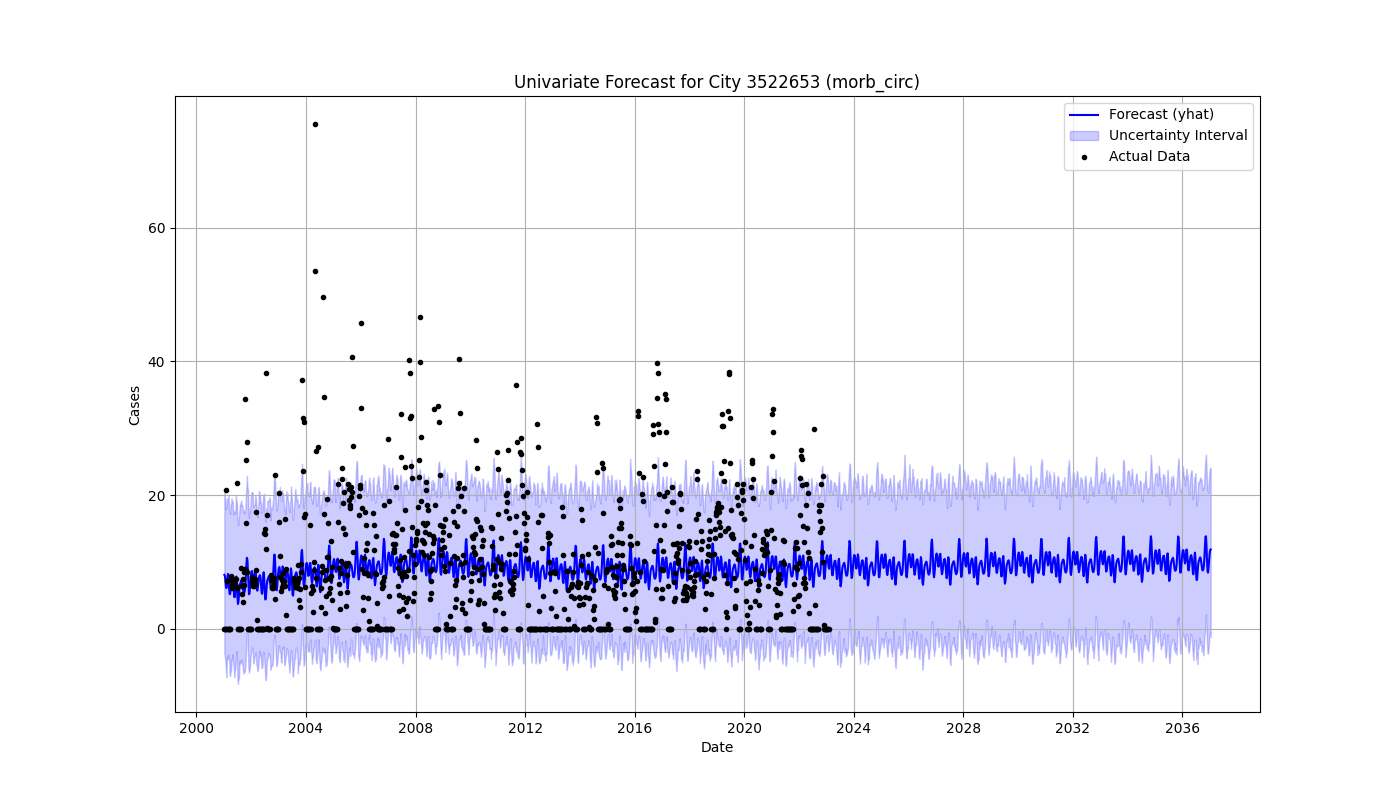 Univariate Forecast for City 3522653 (morb_circ)
Forecast (yhat)
Uncertainty Interval
Actual Data
Cases
60
40
20
0
2000 2004 2008 2012 2016 2020 2024 2028 2032 2036
Date